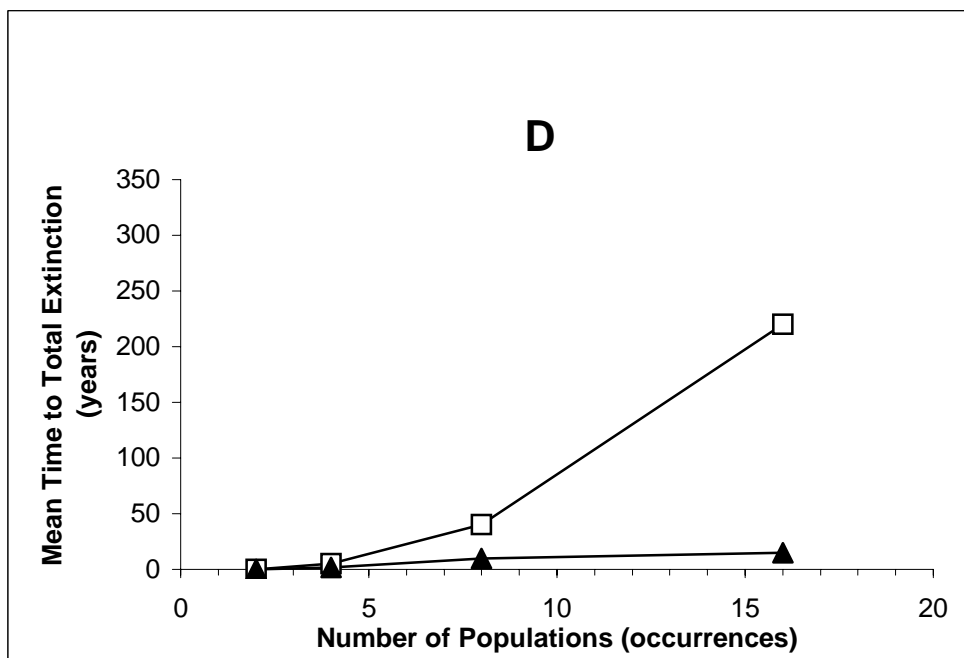 D
Mean Time to Total Extinction
(years)
350
300
250
200
150
100
50
0
0 5 10 15 20
Number of Populations (occurrences)